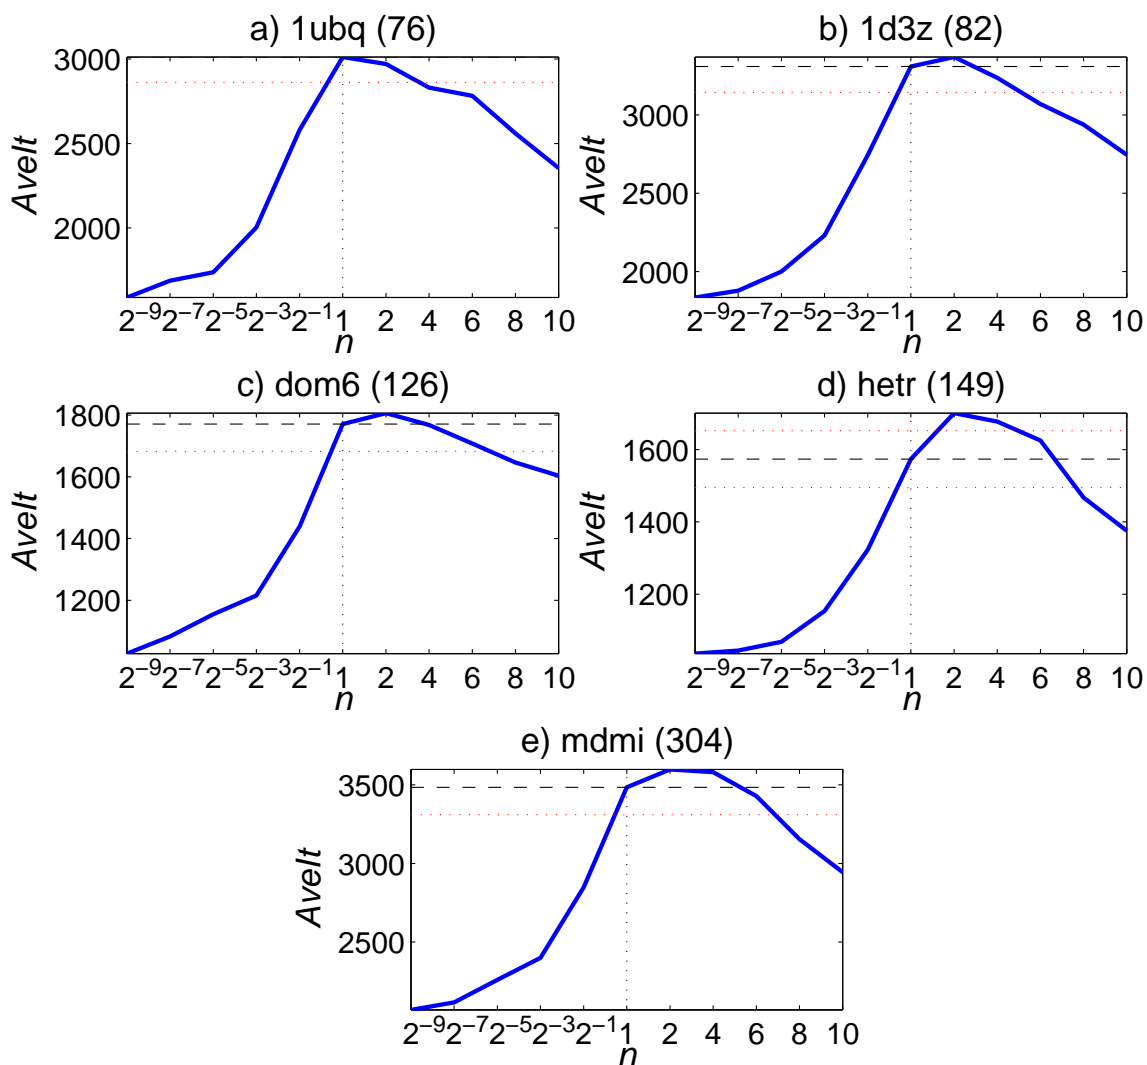 a) 1ubq (76)
3000
2500
2000
AveIt
2⁻⁹ 2⁻⁷ 2⁻⁵ 2⁻³ 2⁻¹ 1 2 4 6 8 10
n
b) 1d3z (82)
3000
2500
2000
AveIt
2⁻⁹ 2⁻⁷ 2⁻⁵ 2⁻³ 2⁻¹ 1 2 4 6 8 10
n
c) dom6 (126)
1800
1600
1400
1200
AveIt
2⁻⁹ 2⁻⁷ 2⁻⁵ 2⁻³ 2⁻¹ 1 2 4 6 8 10
n
d) hetr (149)
1600
1400
1200
AveIt
2⁻⁹ 2⁻⁷ 2⁻⁵ 2⁻³ 2⁻¹ 1 2 4 6 8 10
n
e) mdmi (304)
3500
3000
2500
AveIt
2⁻⁹ 2⁻⁷ 2⁻⁵ 2⁻³ 2⁻¹ 1 2 4 6 8 10
n